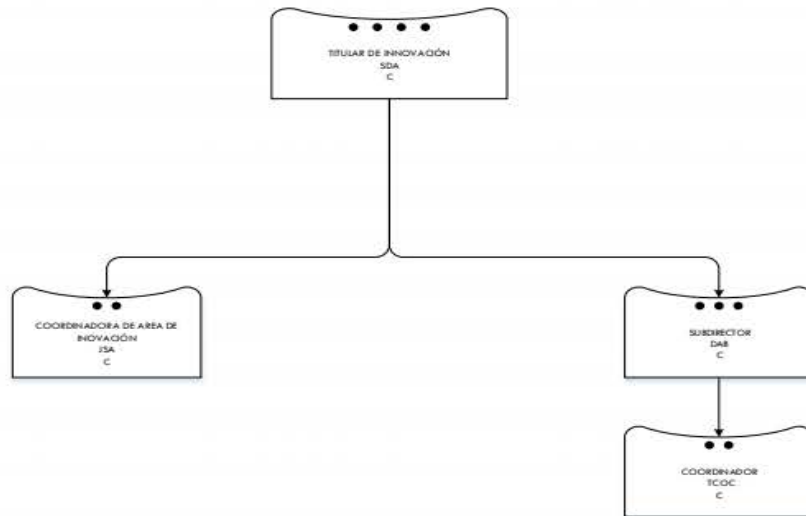 TITULAR DE INNOVACIÓN
SDA
C
COORDINADORA DE AREA DE
INOVACIÓN
JSA
C
SUBDIRECTOR
DAB
C
COORDINADOR
TCOC
C